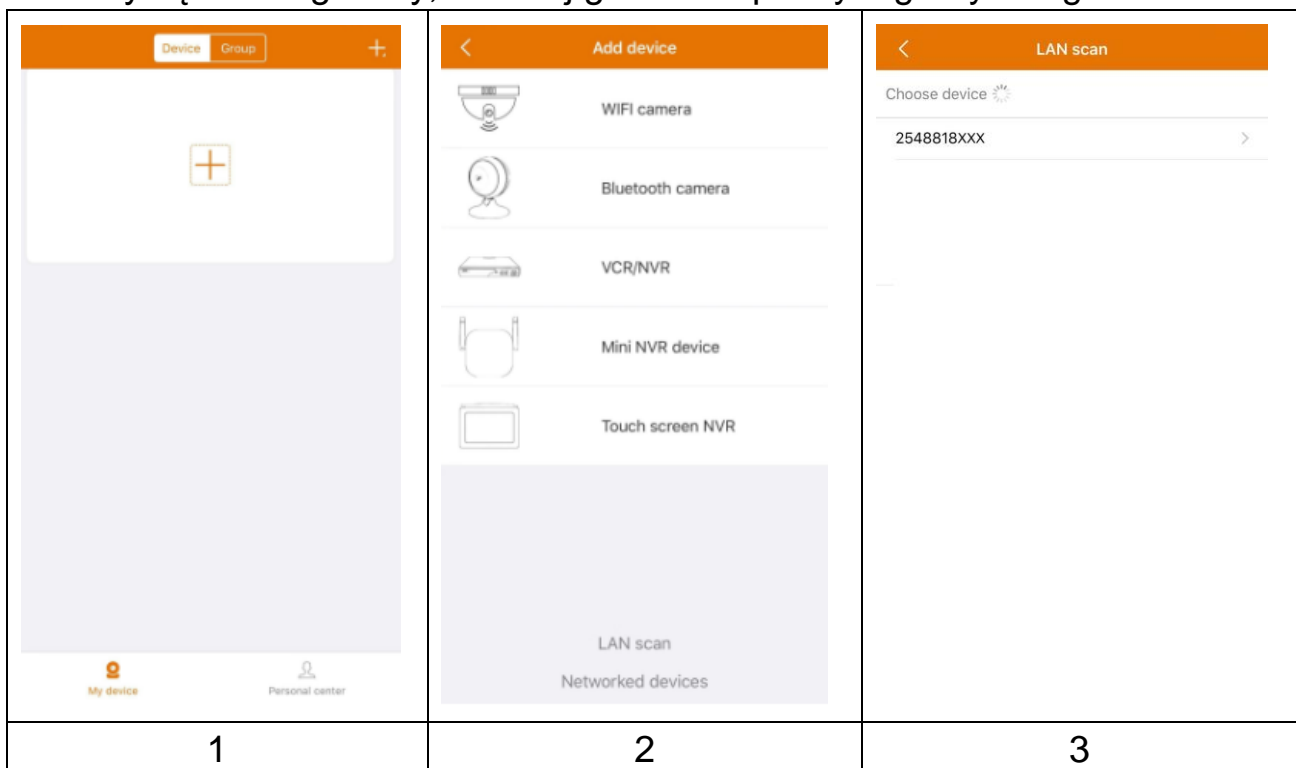 Device Group
My device
Personal center
Add device
WIFI camera
Bluetooth camera
VCR/NVR
Mini NVR device
Touch screen NVR
LAN scan
Networked devices
LAN scan
Choose device
2548818XXX
1 2 3